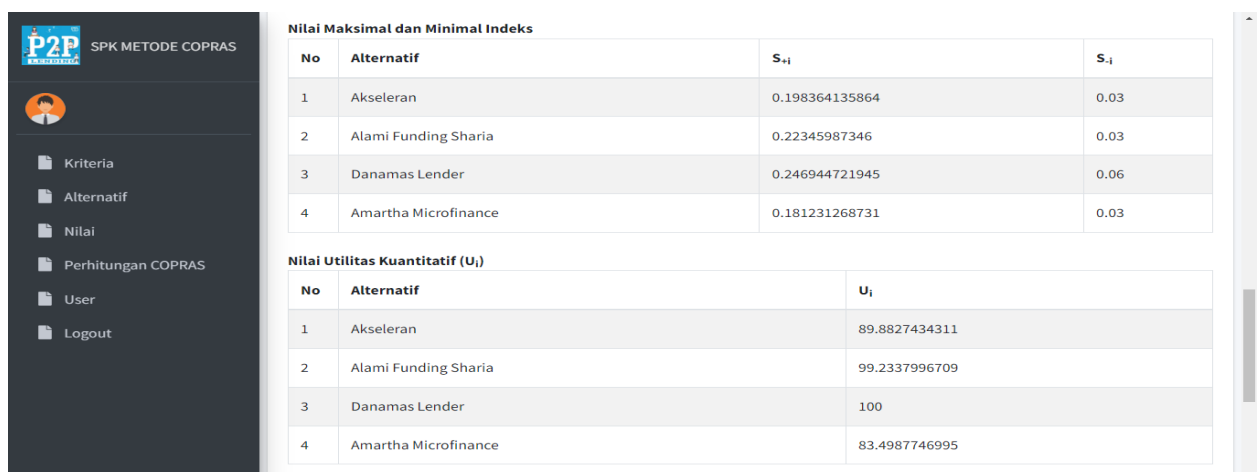 P2P
LENDING
SPK METODE COPRAS
Kriteria
Alternatif
Nilai
Perhitungan COPRAS
User
Logout
Nilai Maksimal dan Minimal Indeks
No Alternatif S+i S-i
1 Akseleran 0.198364135864 0.03
2 Alami Funding Sharia 0.22345987346 0.03
3 Danamas Lender 0.246944721945 0.06
4 Amartha Microfinance 0.181231268731 0.03
Nilai Utilitas Kuantitatif (Ui)
No Alternatif Ui
1 Akseleran 89.8827434311
2 Alami Funding Sharia 99.2337996709
3 Danamas Lender 100
4 Amartha Microfinance 83.4987746995